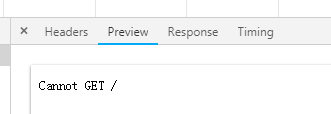 × Headers Preview Response Timing
Cannot GET /